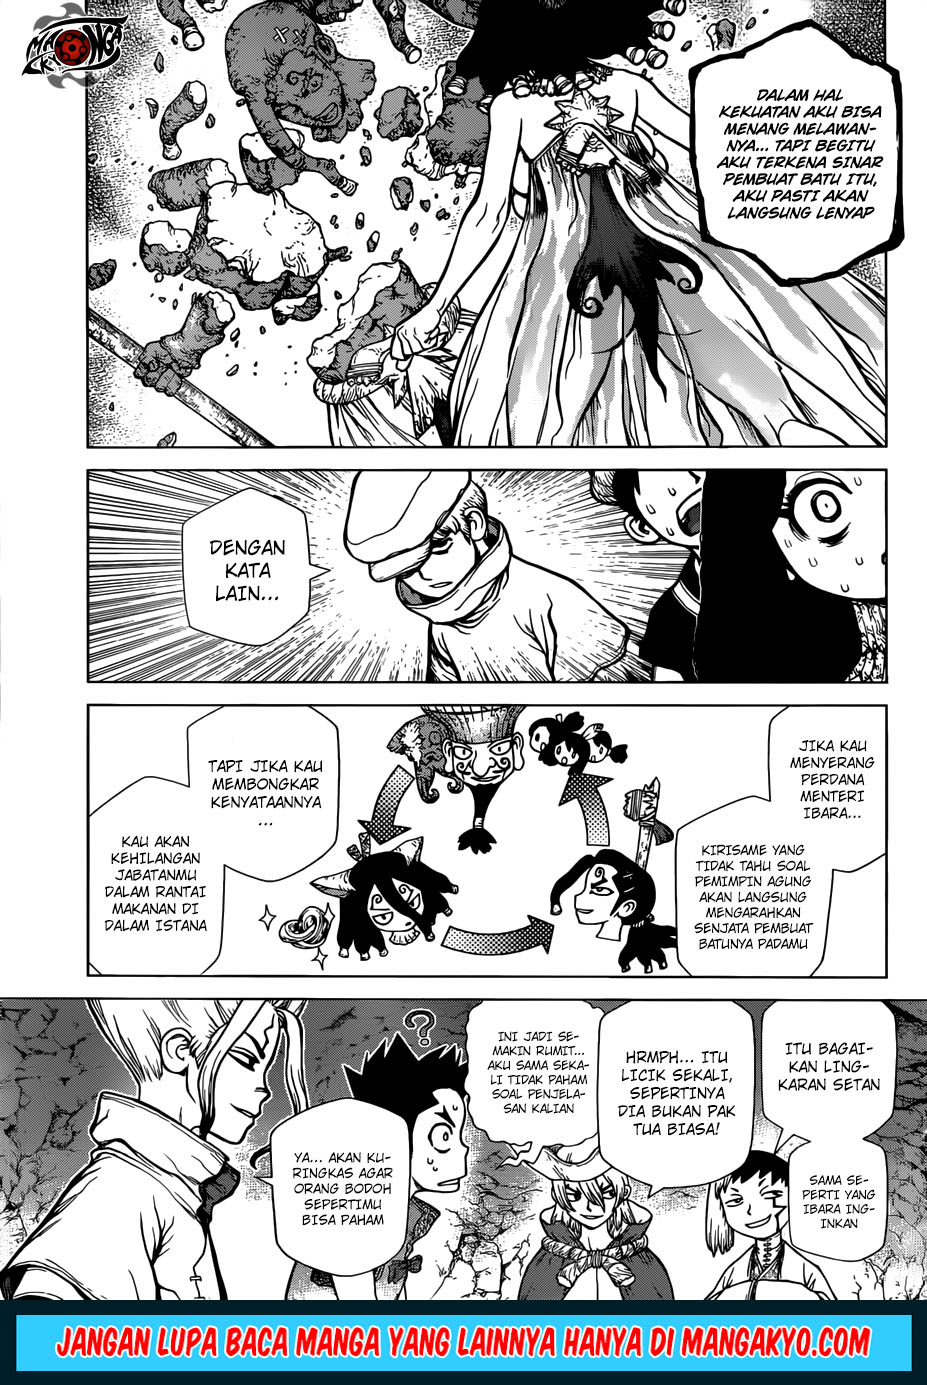 MANGA
KYO
DALAM HAL
KEKUATAN AKU BISA
MENANG MELAWAN-
NYA... TAPI BEGITU
AKU TERKENA SINAR
PEMBUAT BATU ITU,
AKU PASTI AKAN
LANGSUNG LENYAP
DENGAN
KATA
LAIN...
JIKA KAU
MENYERANG
PERDANA
MENTERI
IBARA...
KIRISAME YANG
TIDAK TAHU SOAL
PEMIMPIN AGUNG
AKAN LANGSUNG
MENGARAHKAN
SENJATA PEMBUAT
BATUNYA PADAMU
TAPI JIKA KAU
MEMBONGKAR
KENYATAANNYA
...
KAU AKAN
KEHILANGAN
JABATANMU
DALAM RANTAI
MAKANAN DI
DALAM ISTANA
ITU BAGAI-
KAN LING-
KARAN SETAN
SAMA SE-
PERTI YANG
IBARA ING-
INKAN
HRMPH... ITU
LICIK SEKALI,
SEPERTINYA
DIA BUKAN PAK
TUA BIASA!
INI JADI SE-
MAKIN RUMIT...
AKU SAMA SEKA-
LI TIDAK PAHAM
SOAL PENJELA-
SAN KALIAN
?
YA... AKAN KU-
RINGKAS AGAR
ORANG BODOH
SEPERTIMU
BISA PAHAM
JANGAN LUPA BACA MANGA YANG LAINNYA HANYA DI MANGAKYO.COM